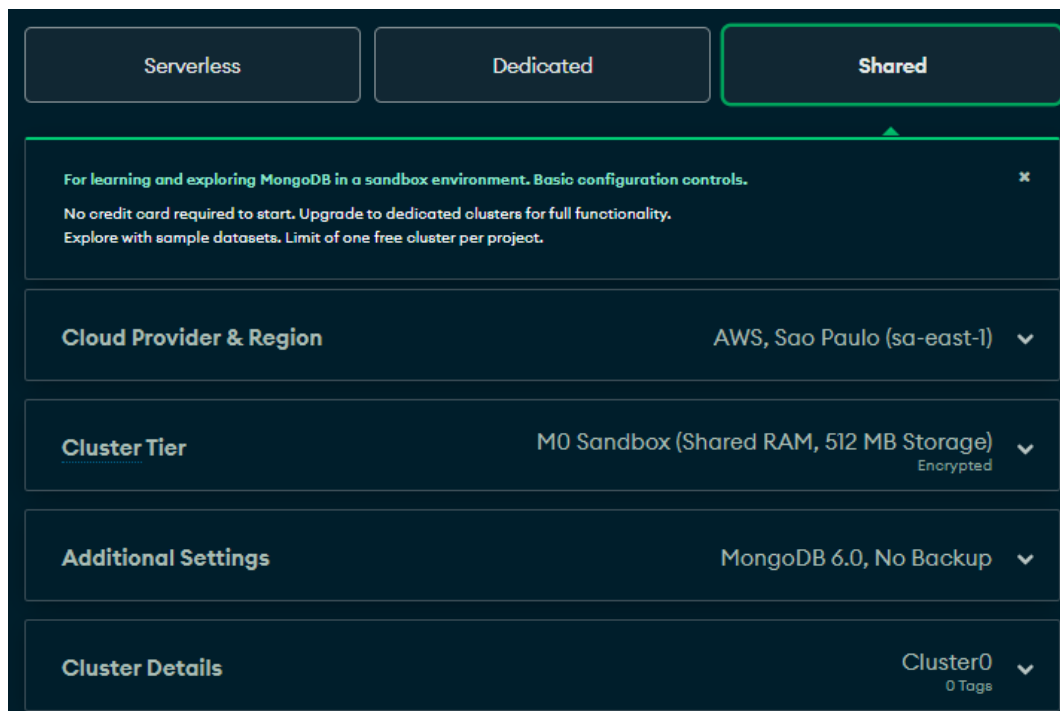 Serverless
Dedicated
Shared
For learning and exploring MongoDB in a sandbox environment. Basic configuration controls.
No credit card required to start. Upgrade to dedicated clusters for full functionality.
Explore with sample datasets. Limit of one free cluster per project.
Cloud Provider & Region
AWS, Sao Paulo (sa-east-1)
Cluster Tier
M0 Sandbox (Shared RAM, 512 MB Storage)
Encrypted
Additional Settings
MongoDB 6.0, No Backup
Cluster Details
Cluster0
0 Tags